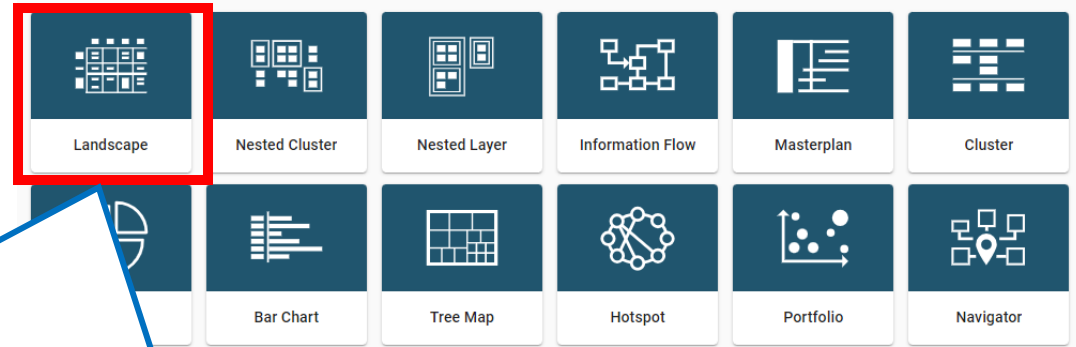 Landscape
Nested Cluster
Nested Layer
Information Flow
Masterplan
Cluster
Bar Chart
Tree Map
Hotspot
Portfolio
Navigator